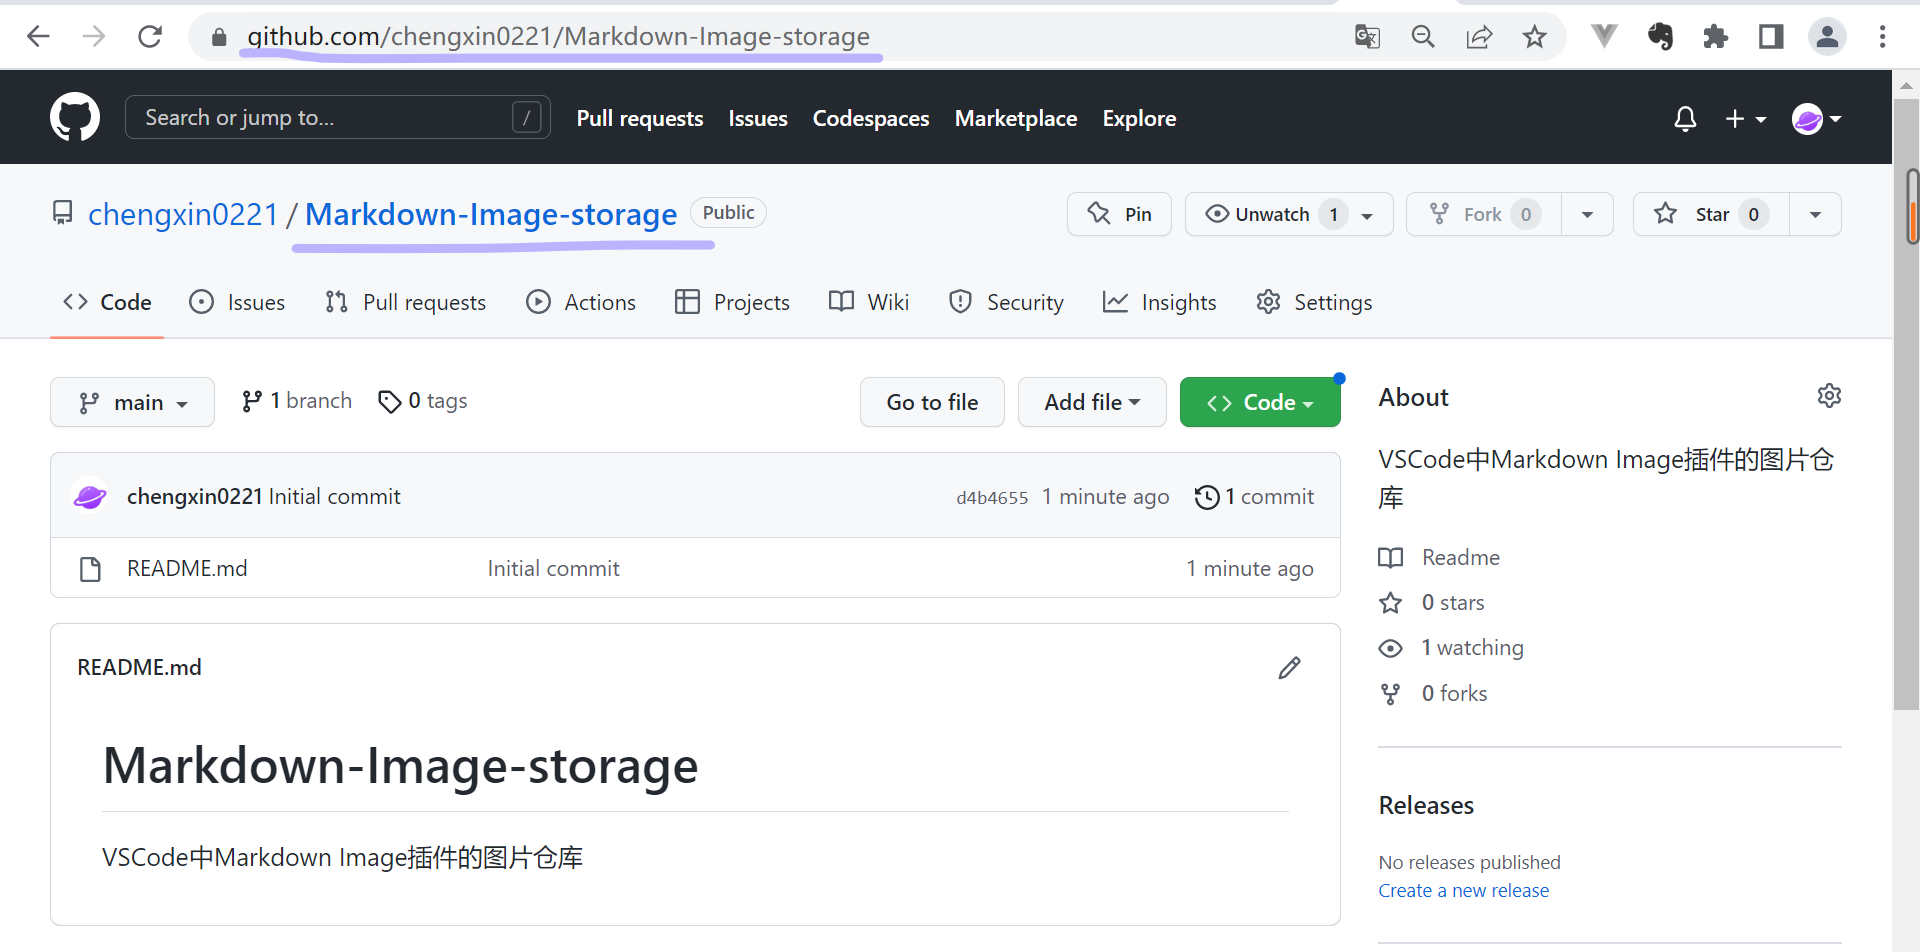 github.com/chengxin0221/Markdown-Image-storage
Search or jump to... /
Pull requests Issues Codespaces Marketplace Explore
chengxin0221 / Markdown-Image-storage Public
Pin Unwatch 1 Fork 0 Star 0
Code Issues Pull requests Actions Projects Wiki Security Insights Settings
main 1 branch 0 tags
Go to file Add file Code
chengxin0221 Initial commit d4b4655 1 minute ago 1 commit
README.md Initial commit 1 minute ago
README.md
Markdown-Image-storage
VSCode中Markdown Image插件的图片仓库
About
VSCode中Markdown Image插件的图片仓
库
Readme
0 stars
1 watching
0 forks
Releases
No releases published
Create a new release